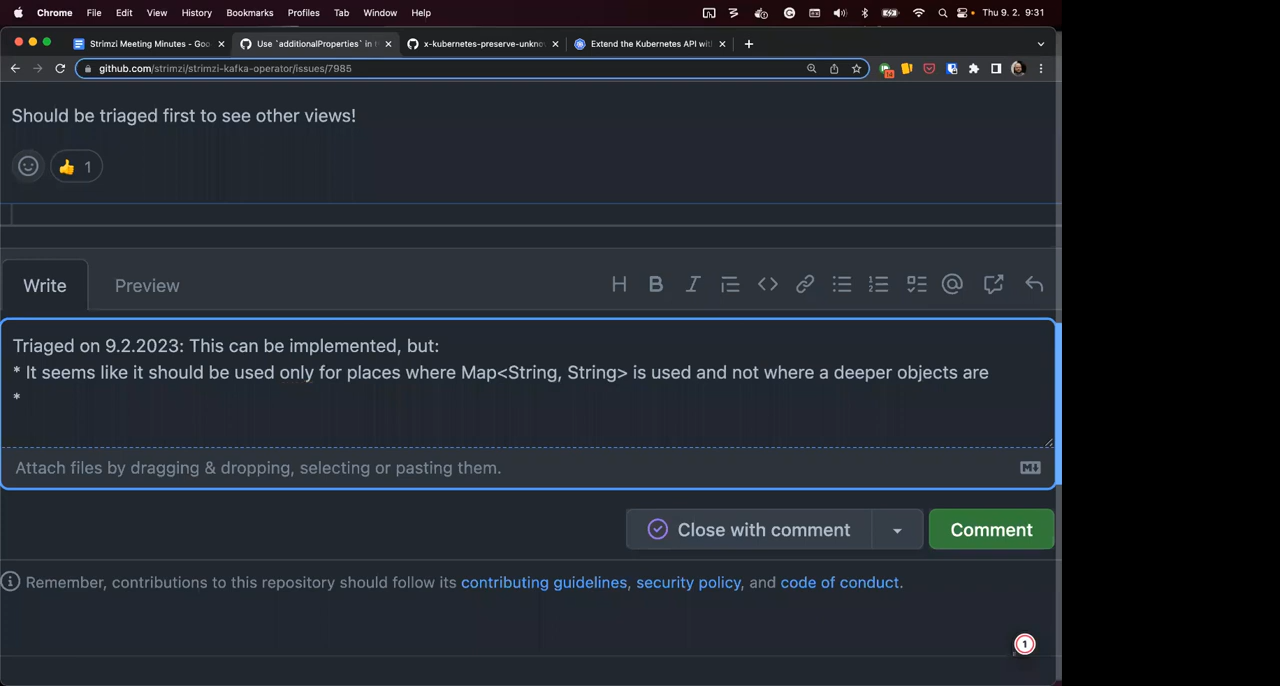 Chrome File Edit View History Bookmarks Profiles Tab Window Help Thu 9. 2. 9:31
Strimzi Meeting Minutes - Goo Use `additionalProperties` in x-kubernetes-preserve-unkno Extend the Kubernetes API wit
github.com/strimzi/strimzi-kafka-operator/issues/7985 14
Should be triaged first to see other views!
👍 1
Write Preview H B I
Triaged on 9.2.2023: This can be implemented, but:
* It seems like it should be used only for places where Map<String, String> is used and not where a deeper objects are
*
Attach files by dragging & dropping, selecting or pasting them.
Close with comment Comment
Remember, contributions to this repository should follow its contributing guidelines, security policy, and code of conduct.
1